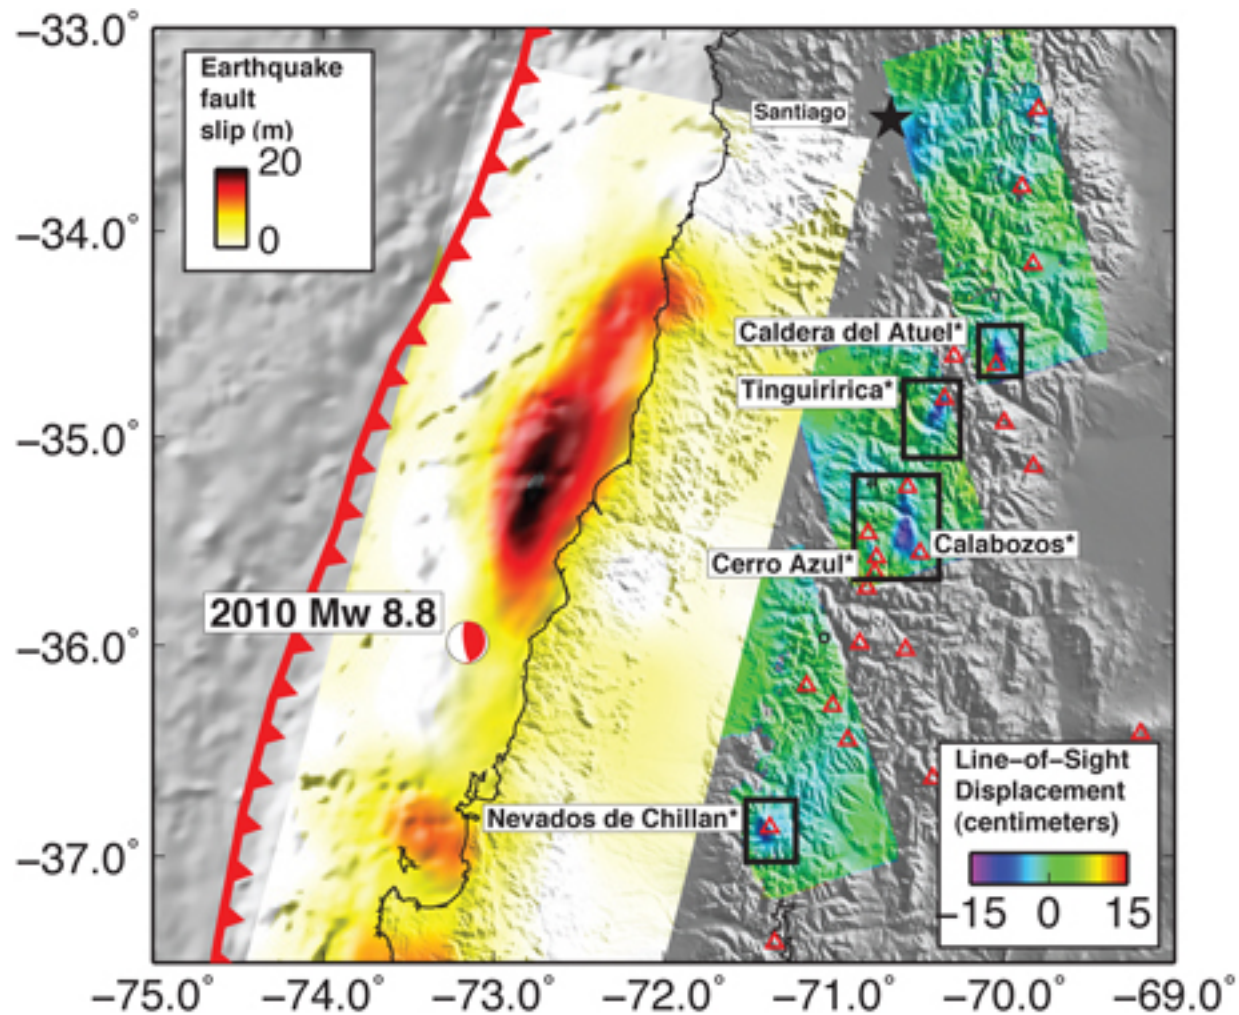 −33.0°
Earthquake
fault
slip (m)
20
0
Santiago
−34.0°
Caldera del Atuel*
Tinguiririca*
−35.0°
Calabozos*
Cerro Azul*
2010 Mw 8.8
−36.0°
Line−of−Sight
Displacement
(centimeters)
−15 0 15
Nevados de Chillan*
−37.0°
−75.0° −74.0° −73.0° −72.0° −71.0° −70.0° −69.0°